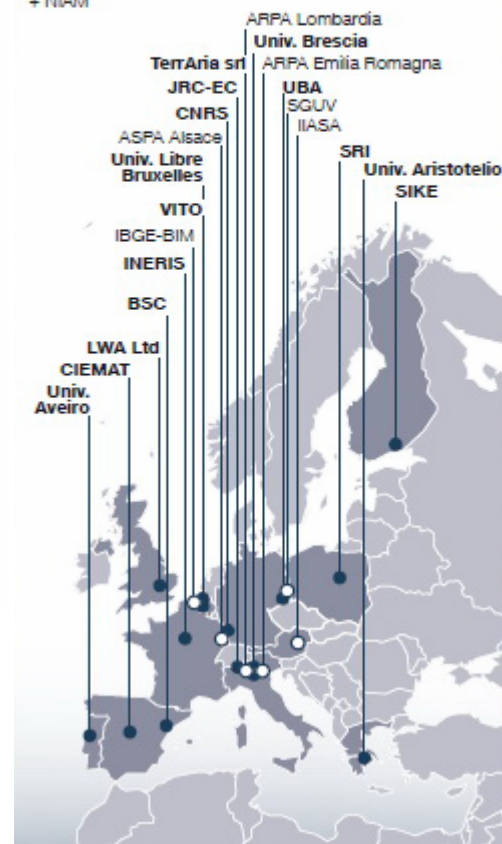 + NIAM
ARPA Lombardia
Univ. Brescia
TerrAria srl
ARPA Emilia Romagna
JRC-EC
UBA
CNRS
SGUV
ASPA Alsace
IIASA
Univ. Libre
Bruxelles
SRI
Univ. Aristotelio
VITO
SIKE
IBGE-BIM
INERIS
BSC
LWA Ltd
CIEMAT
Univ.
Aveiro